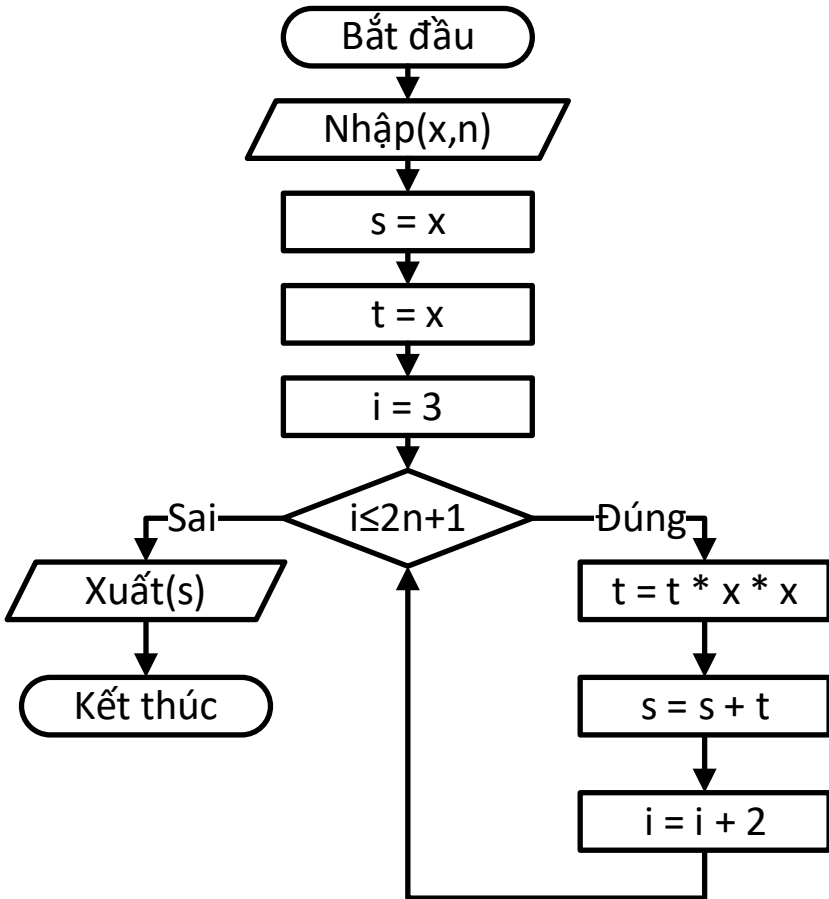 Bắt đầu
Nhập(x,n)
s = x
t = x
i = 3
i≤2n+1
Sai
Đúng
Xuất(s)
Kết thúc
t = t * x * x
s = s + t
i = i + 2